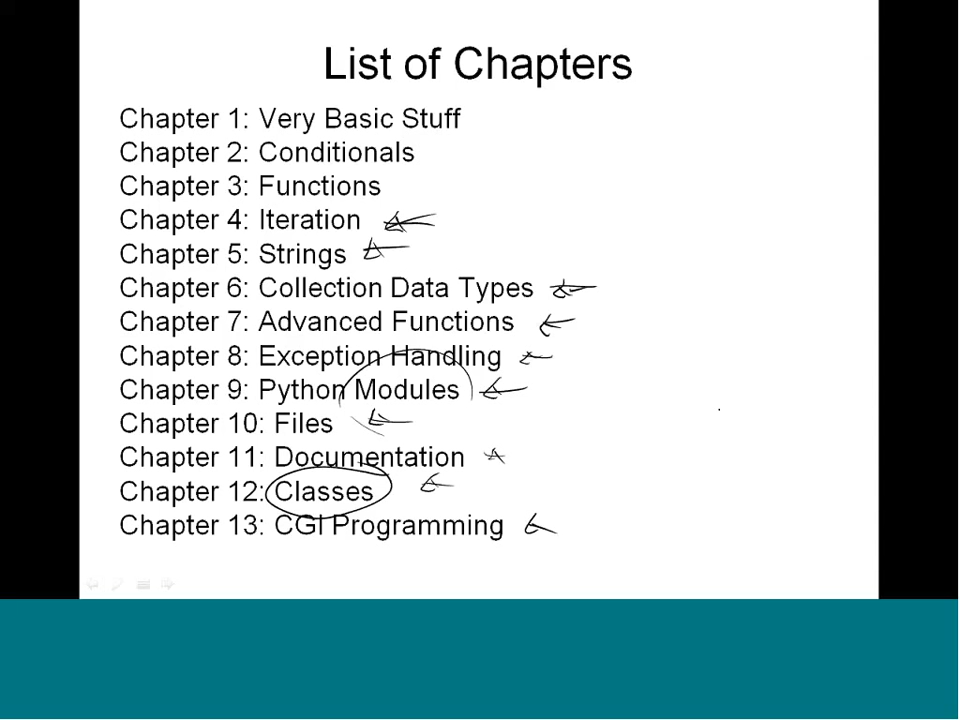 List of Chapters
Chapter 1: Very Basic Stuff
Chapter 2: Conditionals
Chapter 3: Functions
Chapter 4: Iteration
Chapter 5: Strings
Chapter 6: Collection Data Types
Chapter 7: Advanced Functions
Chapter 8: Exception Handling
Chapter 9: Python Modules
Chapter 10: Files
Chapter 11: Documentation
Chapter 12: Classes
Chapter 13: CGI Programming